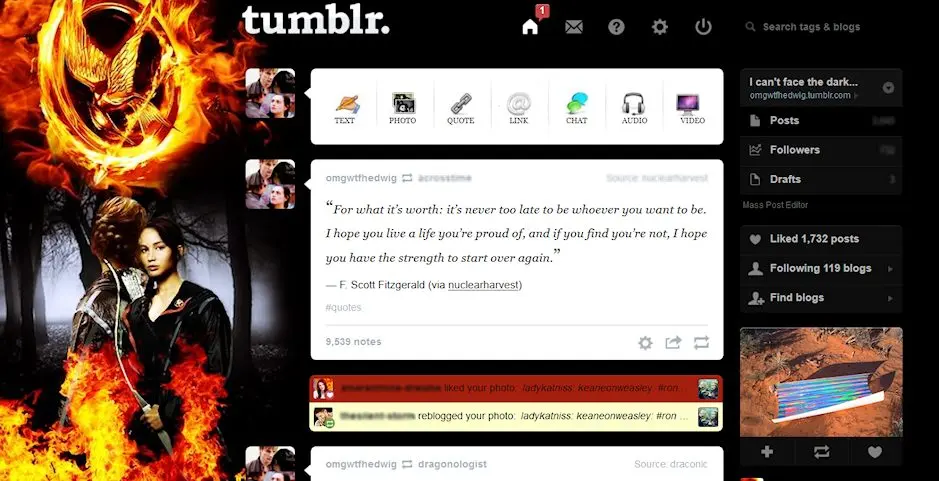 tumblr.
1
Search tags & blogs
TEXT
PHOTO
QUOTE
LINK
CHAT
AUDIO
VIDEO
omgwtfhedwig
“For what it’s worth: it’s never too late to be whoever you want to be.
I hope you live a life you’re proud of, and if you find you’re not, I hope
you have the strength to start over again.”
— F. Scott Fitzgerald (via nuclearharvest)
#quotes
9,539 notes
liked your photo: ladykatniss: keaneonweasley: #ron ...
reblogged your photo: ladykatniss: keaneonweasley: #ron ...
omgwtfhedwig dragonologist
Source: draconic
I can't face the dark...
omgwtfhedwig.tumblr.com
Posts
Followers
Drafts
Mass Post Editor
Liked 1,732 posts
Following 119 blogs
Find blogs